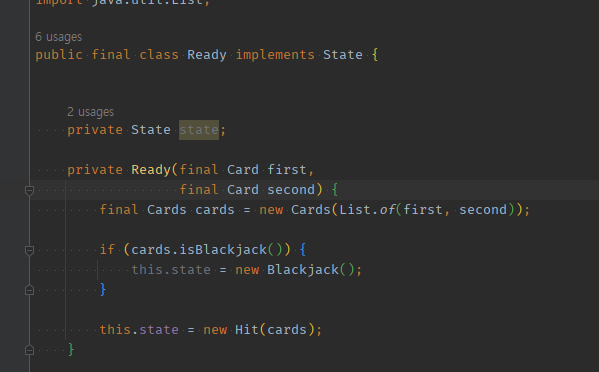 import java.util.List;
6 usages
public final class Ready implements State {
2 usages
private State state;
private Ready(final Card first,
final Card second) {
final Cards cards = new Cards(List.of(first, second));
if (cards.isBlackjack()) {
this.state = new Blackjack();
}
this.state = new Hit(cards);
}